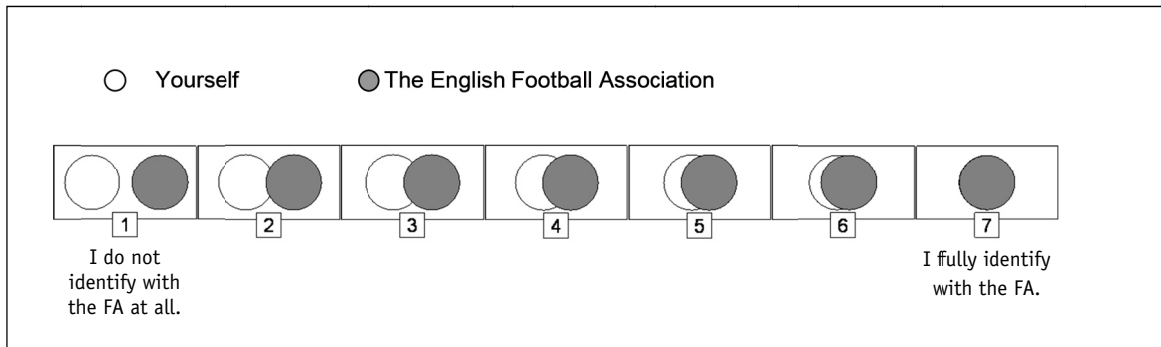 Yourself
The English Football Association
1
2
3
4
5
6
7
I do not
identify with
the FA at all.
I fully identify
with the FA.